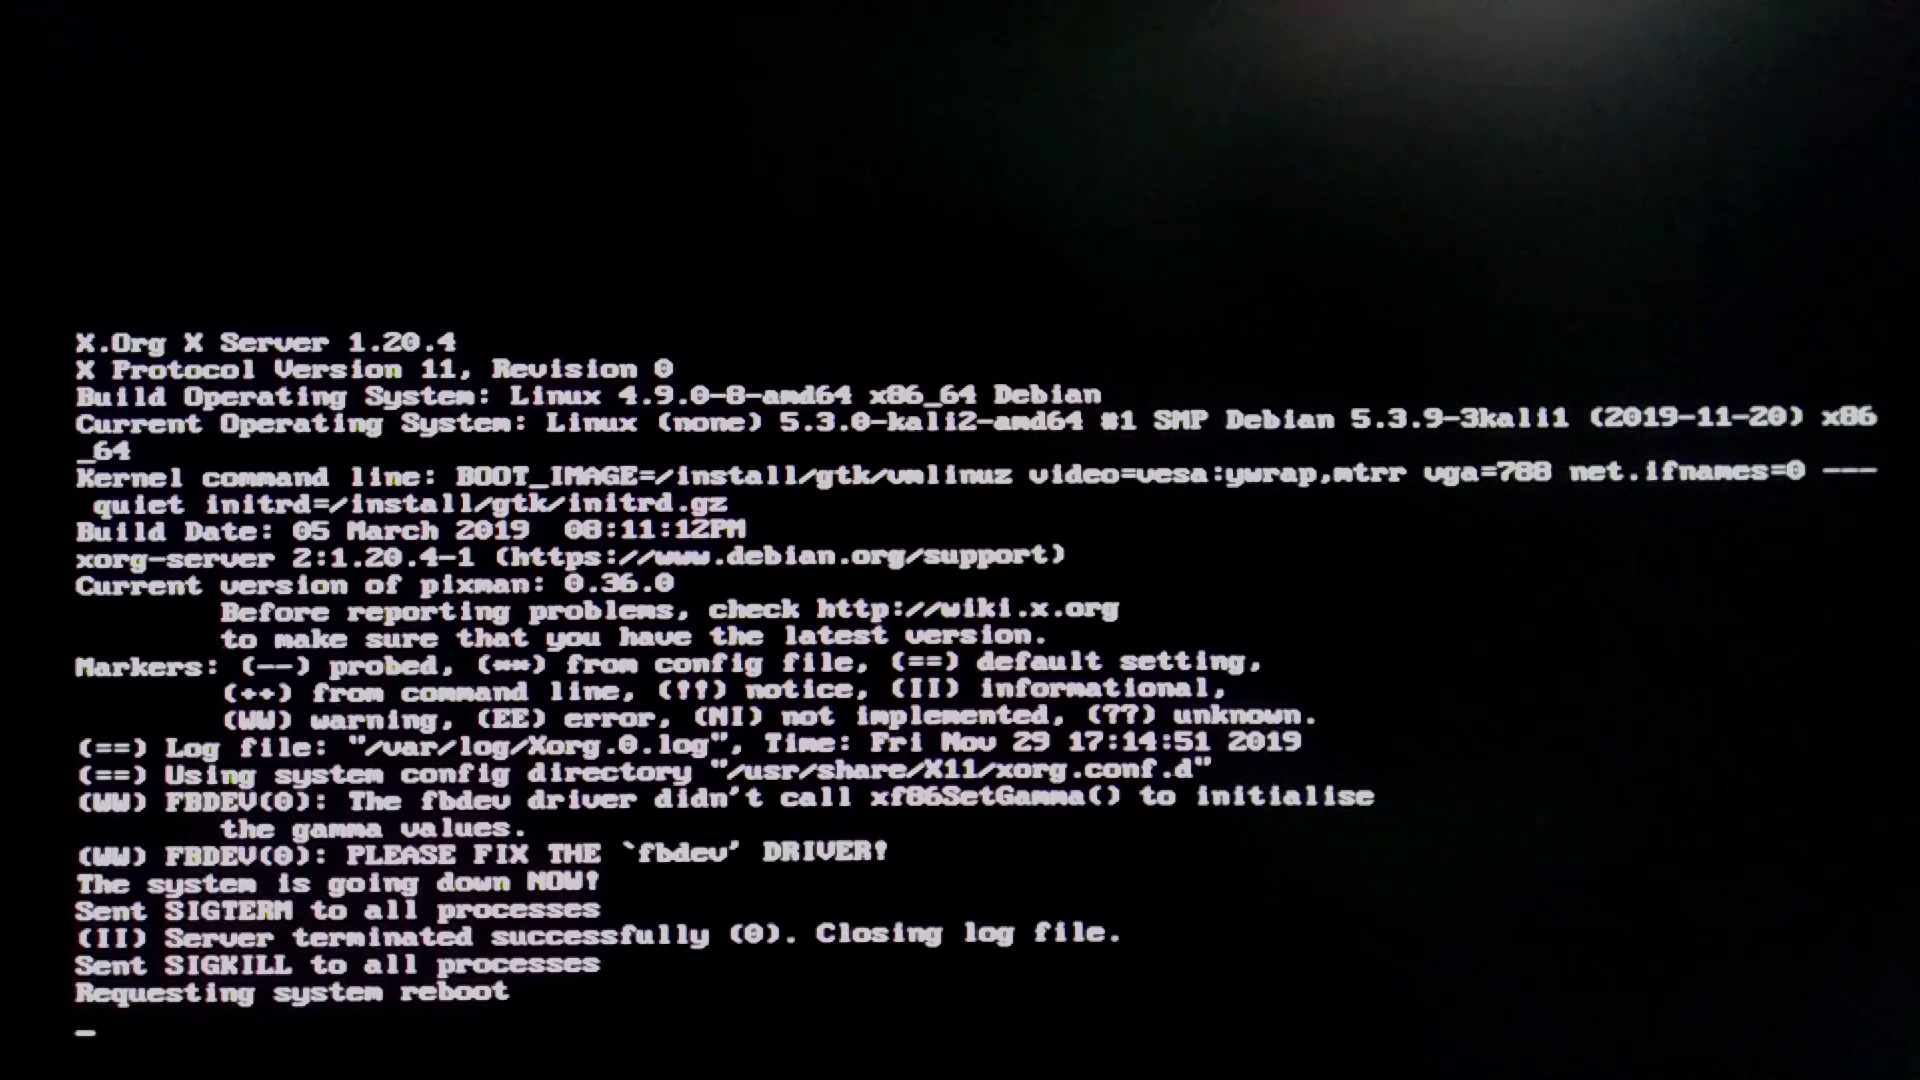 X.Org X Server 1.20.4
X Protocol Version 11, Revision 0
Build Operating System: Linux 4.9.0-8-amd64 x86_64 Debian
Current Operating System: Linux (none) 5.3.0-kali2-amd64 #1 SMP Debian 5.3.9-3kali1 (2019-11-20) x86
_64
Kernel command line: BOOT_IMAGE=/install/gtk/vmlinuz video=vesa:ywrap,mtrr vga=788 net.ifnames=0 ---
 quiet initrd=/install/gtk/initrd.gz
Build Date: 05 March 2019  08:11:12PM
xorg-server 2:1.20.4-1 (https://www.debian.org/support)
Current version of pixman: 0.36.0
        Before reporting problems, check http://wiki.x.org
        to make sure that you have the latest version.
Markers: (--) probed, (**) from config file, (==) default setting,
        (++) from command line, (!!) notice, (II) informational,
        (WW) warning, (EE) error, (NI) not implemented, (??) unknown.
(==) Log file: "/var/log/Xorg.0.log", Time: Fri Nov 29 17:14:51 2019
(==) Using system config directory "/usr/share/X11/xorg.conf.d"
(WW) FBDEV(0): The fbdev driver didn't call xf86SetGamma() to initialise
        the gamma values.
(WW) FBDEV(0): PLEASE FIX THE `fbdev' DRIVER!
The system is going down NOW!
Sent SIGTERM to all processes
(II) Server terminated successfully (0). Closing log file.
Sent SIGKILL to all processes
Requesting system reboot
_